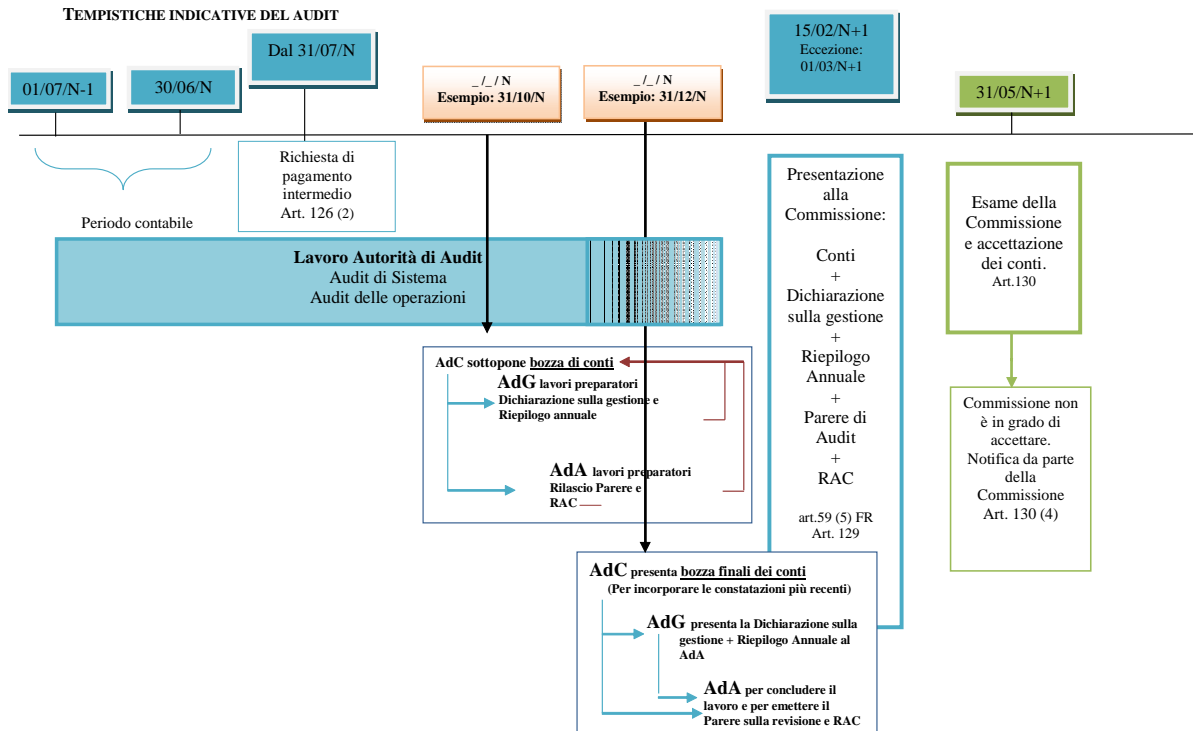 TEMPISTICHE INDICATIVE DEL AUDIT
01/07/N-1
30/06/N
Dal 31/07/N
_/_/ N
Esempio: 31/10/N
_/_/ N
Esempio: 31/12/N
15/02/N+1
Eccezione:
01/03/N+1
31/05/N+1
Periodo contabile
Richiesta di
pagamento
intermedio
Art. 126 (2)
Lavoro Autorità di Audit
Audit di Sistema
Audit delle operazioni
AdC sottopone bozza di conti
AdG lavori preparatori
Dichiarazione sulla gestione e
Riepilogo annuale
AdA lavori preparatori
Rilascio Parere e
RAC
AdC presenta bozza finali dei conti
(Per incorporare le constatazioni più recenti)
AdG presenta la Dichiarazione sulla
gestione + Riepilogo Annuale al
AdA
AdA per concludere il
lavoro e per emettere il
Parere sulla revisione e RAC
Presentazione
alla
Commissione:
Conti
+
Dichiarazione
sulla gestione
+
Riepilogo
Annuale
+
Parere di
Audit
+
RAC
art.59 (5) FR
Art. 129
Esame della
Commissione
e accettazione
dei conti.
Art.130
Commissione non
è in grado di
accettare.
Notifica da parte
della
Commissione
Art. 130 (4)